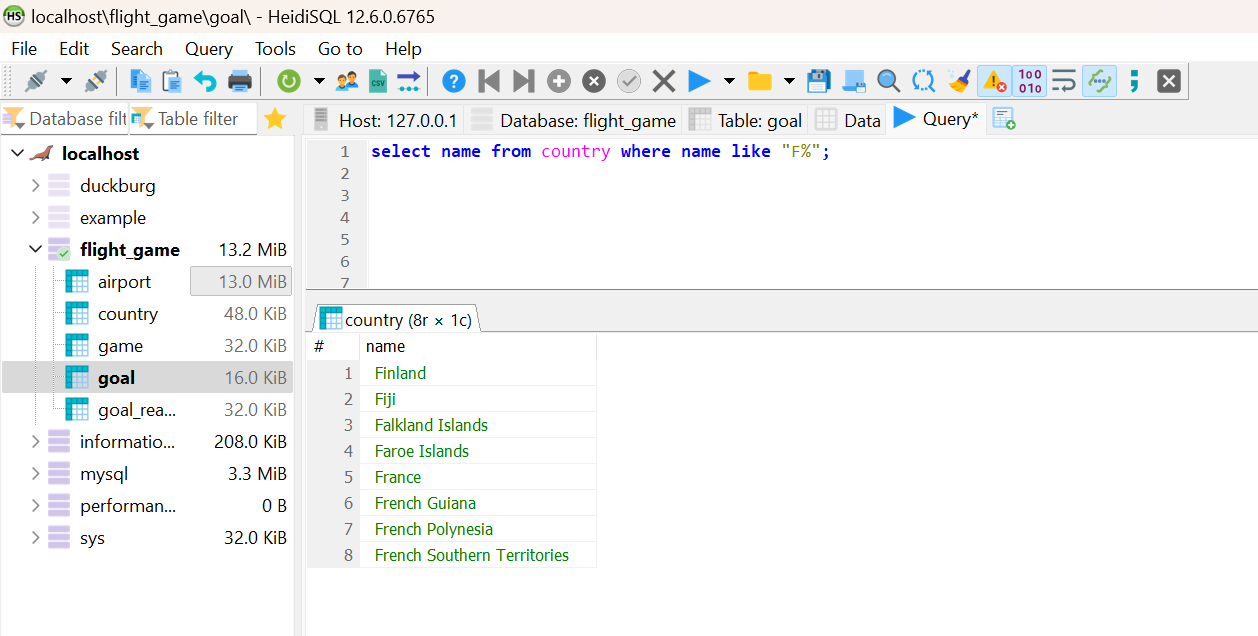 HS localhost\flight_game\goal\ - HeidiSQL 12.6.0.6765
File Edit Search Query Tools Go to Help
CSV ? 100 010 ;
Database filt Table filter Host: 127.0.0.1 Database: flight_game Table: goal Data Query*
localhost
duckburg
example
flight_game 13.2 MiB
airport 13.0 MiB
country 48.0 KiB
game 32.0 KiB
goal 16.0 KiB
goal_rea... 32.0 KiB
informatio... 208.0 KiB
mysql 3.3 MiB
performan... 0 B
sys 32.0 KiB
1 select name from country where name like "F%";
2
3
4
5
6
7
country (8r × 1c)
# name
1 Finland
2 Fiji
3 Falkland Islands
4 Faroe Islands
5 France
6 French Guiana
7 French Polynesia
8 French Southern Territories